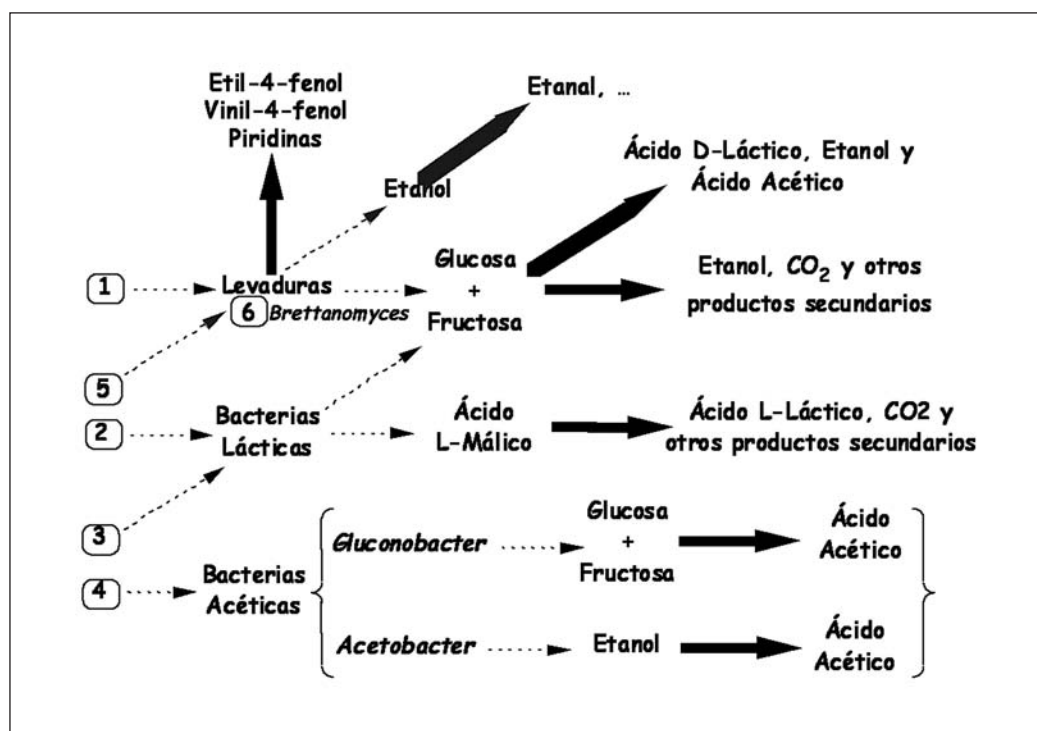 Etil-4-fenol
Vinil-4-fenol
Piridinas
Etanal, ...
Etanol
Ácido D-Láctico, Etanol y
Ácido Acético
1
Levaduras
6 Brettanomyces
Glucosa
+
Fructosa
Etanol, CO2 y otros
productos secundarios
5
2
Bacterias
Lácticas
Ácido
L-Málico
Ácido L-Láctico, CO2 y
otros productos secundarios
3
4
Bacterias
Acéticas
Gluconobacter
Glucosa
+
Fructosa
Ácido
Acético
Acetobacter
Etanol
Ácido
Acético